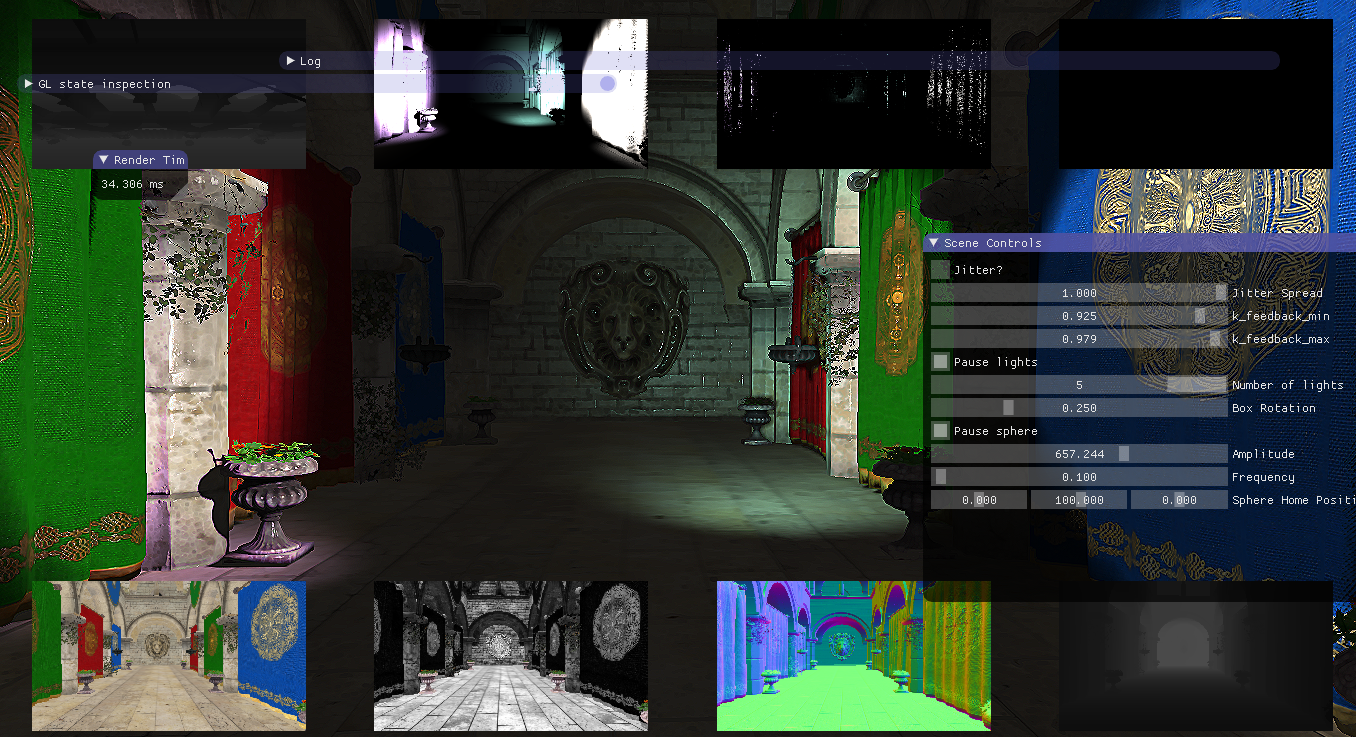 Log
GL state inspection
Render Tim
34.306 ms
Scene Controls
Jitter?
1.000 Jitter Spread
0.925 k_feedback_min
0.979 k_feedback_max
Pause lights
5 Number of lights
0.250 Box Rotation
Pause sphere
657.244 Amplitude
0.100 Frequency
0.000 100.000 0.000 Sphere Home Positi